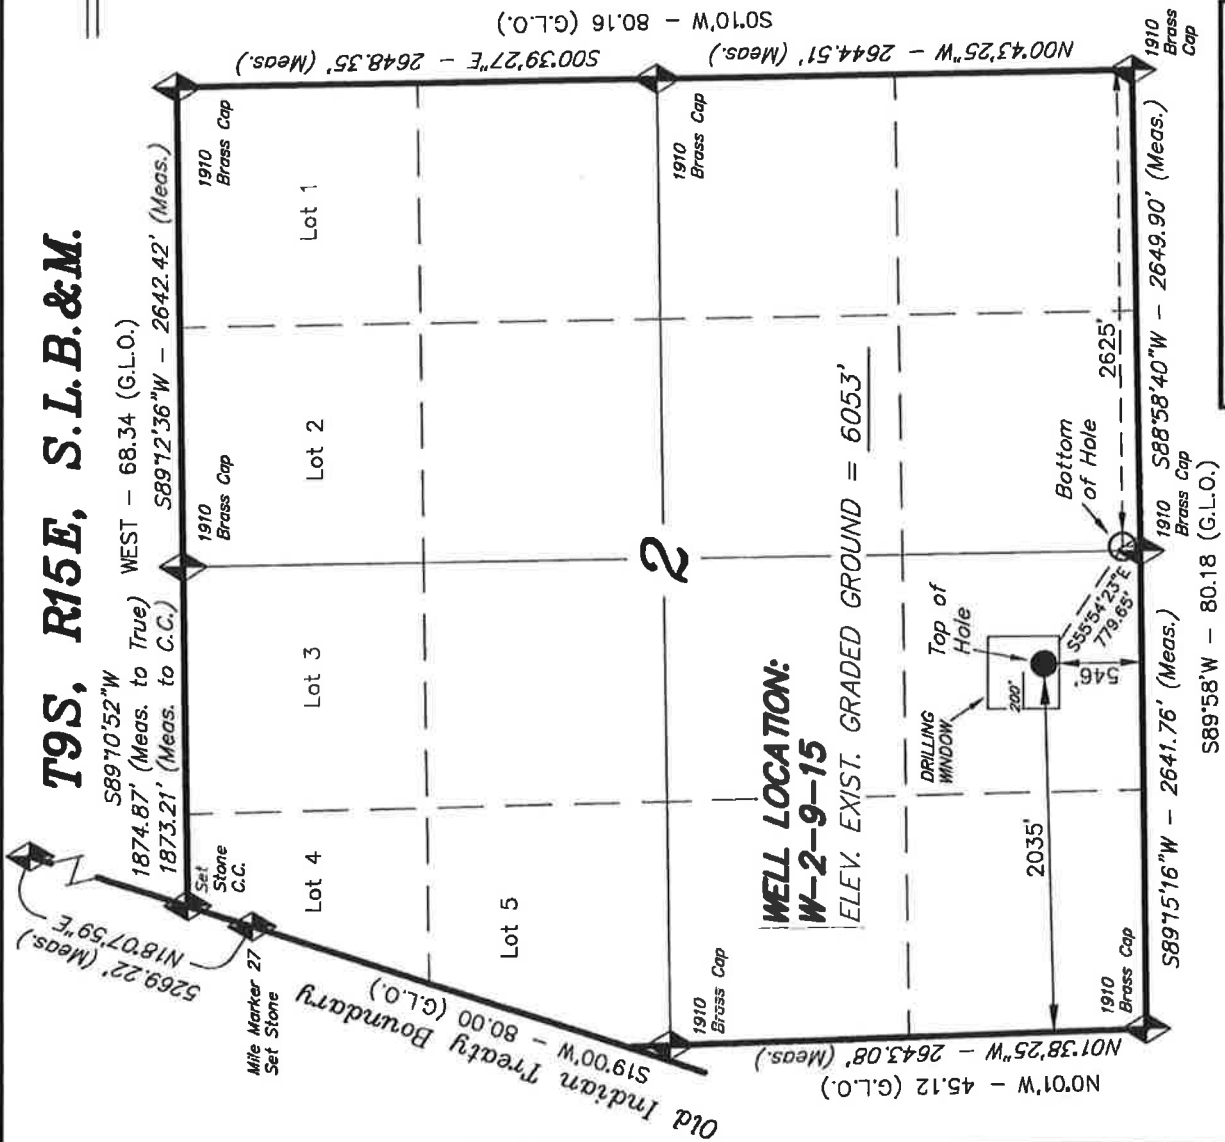 T9S, R15E, S.L.B.&M.
S89°10'52"W
1874.87' (Meas. to True)
1873.21' (Meas. to C.C.)
WEST - 68.34 (G.L.O.)
S89°12'36"W - 2642.42' (Meas.)
5269.22' (Meas.)
N18°07'59"E
Set
Stone
C.C.
1910
Brass Cap
1910
Brass Cap
Mile Marker 27
Set Stone
Lot 4
Lot 3
Lot 2
Lot 1
Lot 5
Old Indian Treaty Boundary
S19°00'W - 80.00 (G.L.O.)
S00°39'27"E - 2648.35' (Meas.)
S0°10'W - 80.16 (G.L.O.)
N00°43'25"W - 2644.51' (Meas.)
1910
Brass Cap
2
1910
Brass Cap
WELL LOCATION:
W-2-9-15
ELEV. EXIST. GRADED GROUND = 6053'
DRILLING
WINDOW
Top of
Hole
200'
Bottom
of Hole
2035'
546'
S55°54'23"E
779.65'
2625'
N01°38'25"W - 2643.08' (Meas.)
N0°01'W - 45.12 (G.L.O.)
1910
Brass Cap
1910
Brass Cap
1910
Brass
Cap
S89°15'16"W - 2641.76' (Meas.)
S88°58'40"W - 2649.90' (Meas.)
S89°58'W - 80.18 (G.L.O.)